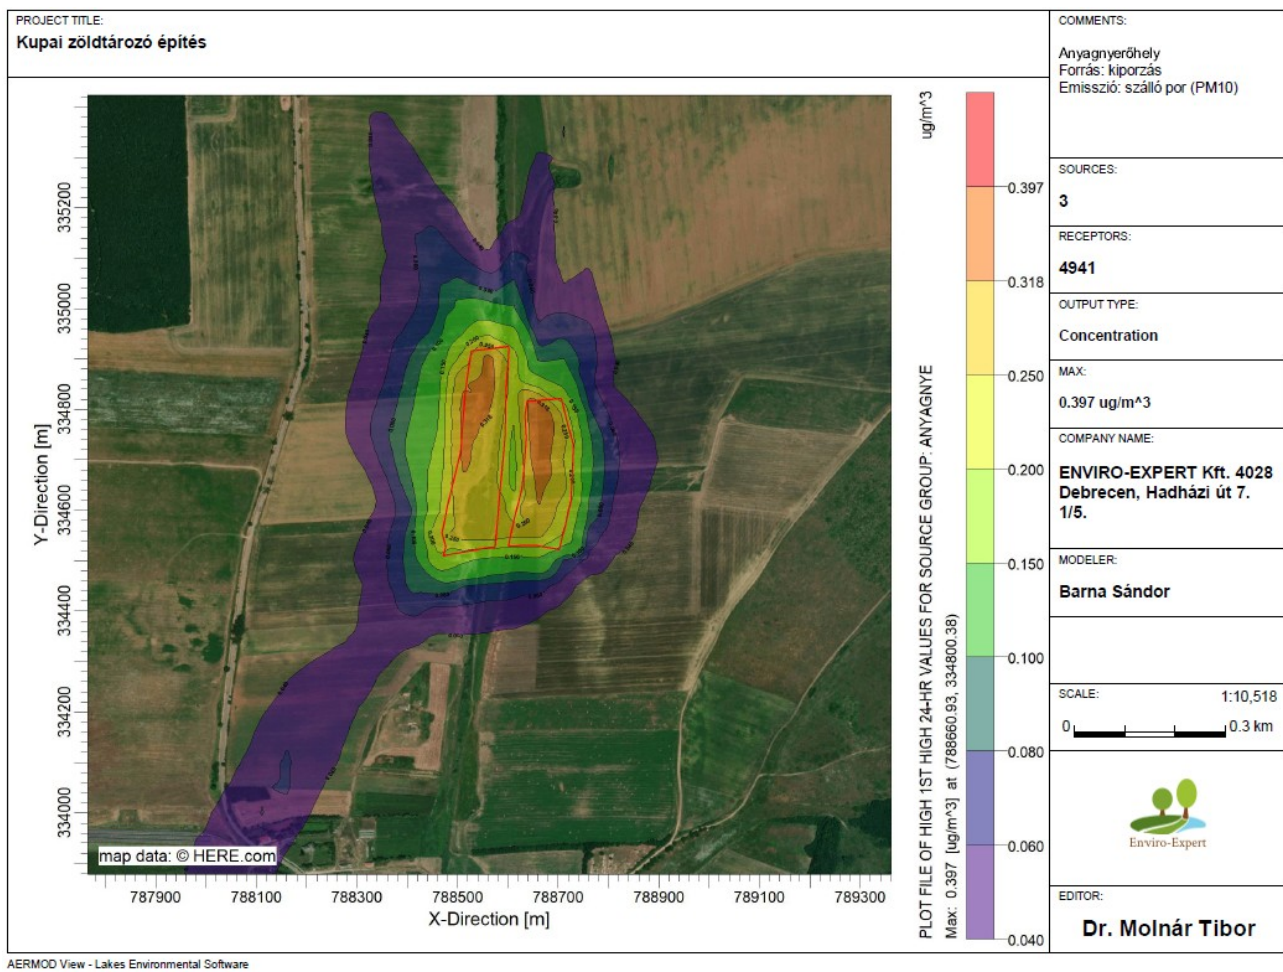 PROJECT TITLE:
Kupai zöldtározó építés
COMMENTS:
Anyagnyerőhely
Forrás: kiporzás
Emisszió: szálló por (PM10)
SOURCES:
3
RECEPTORS:
4941
OUTPUT TYPE:
Concentration
MAX:
0.397 ug/m^3
COMPANY NAME:
ENVIRO-EXPERT Kft. 4028
Debrecen, Hadházi út 7.
1/5.
MODELER:
Barna Sándor
SCALE:
1:10,518
0
0.3 km
Enviro-Expert
EDITOR:
Dr. Molnár Tibor
ug/m^3
PLOT FILE OF HIGH 1ST HIGH 24-HR VALUES FOR SOURCE GROUP: ANYAGNYE
Max: 0.397 [ug/m^3] at (788660.93, 334800.38)
0.397
0.318
0.250
0.200
0.150
0.100
0.080
0.060
0.040
Y-Direction [m]
335200
335000
334800
334600
334400
334200
334000
map data: © HERE.com
787900
788100
788300
788500
788700
788900
789100
789300
X-Direction [m]
AERMOD View - Lakes Environmental Software